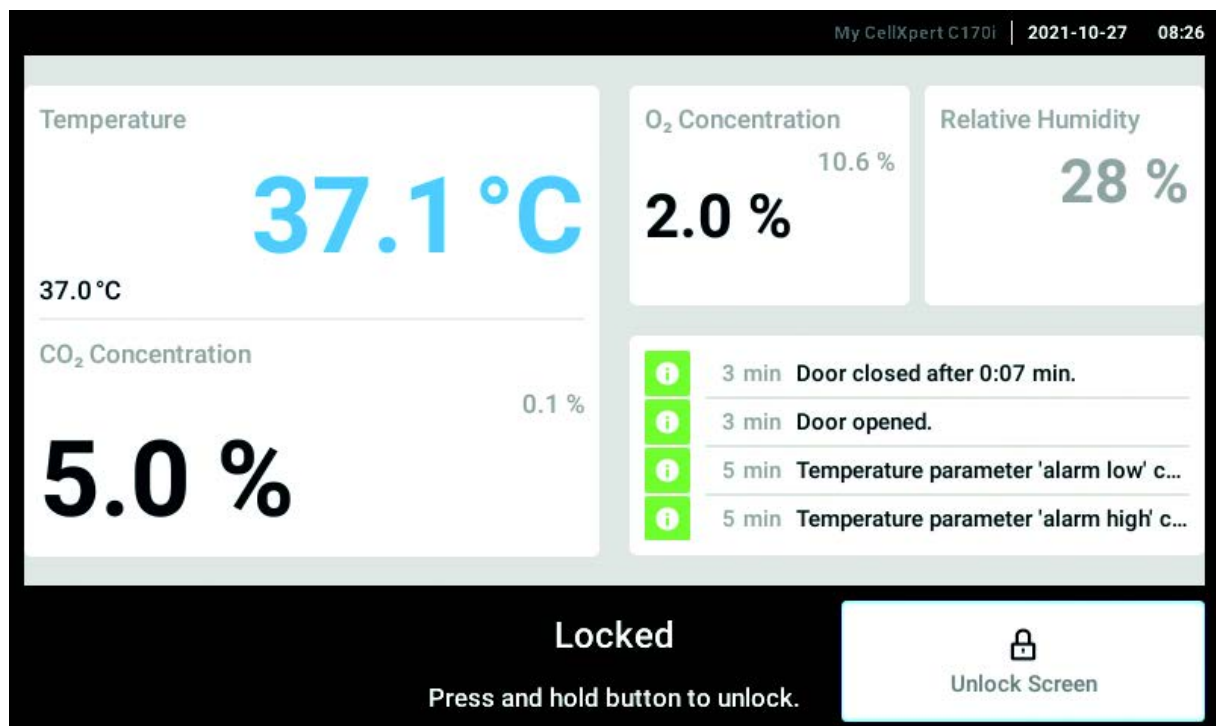 My CellXpert C170i | 2021-10-27 08:26
Temperature
37.1 °C
37.0 °C
CO₂ Concentration
0.1 %
5.0 %
O₂ Concentration
10.6 %
2.0 %
Relative Humidity
28 %
3 min Door closed after 0:07 min.
3 min Door opened.
5 min Temperature parameter 'alarm low' c...
5 min Temperature parameter 'alarm high' c...
Locked
Press and hold button to unlock.
Unlock Screen